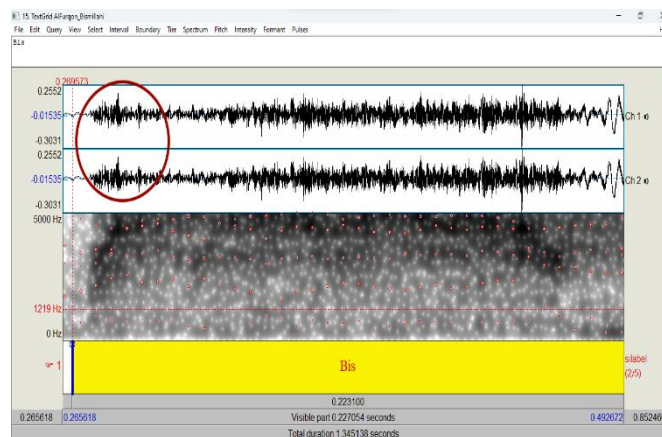 15. TextGrid AlFurqon_Bismillahi
File Edit Query View Select Interval Boundary Tier Spectrum Pitch Intensity Formant Pulses
Bis
0.269573
0.2552
-0.01535
-0.3031
Ch 1
0.2552
-0.01535
-0.3031
Ch 2
5000 Hz
1219 Hz
0 Hz
1
Bis
silabel
(2/5)
0.223100
0.265618 0.265618 Visible part 0.227054 seconds 0.492672 0.85246
Total duration 1.345138 seconds